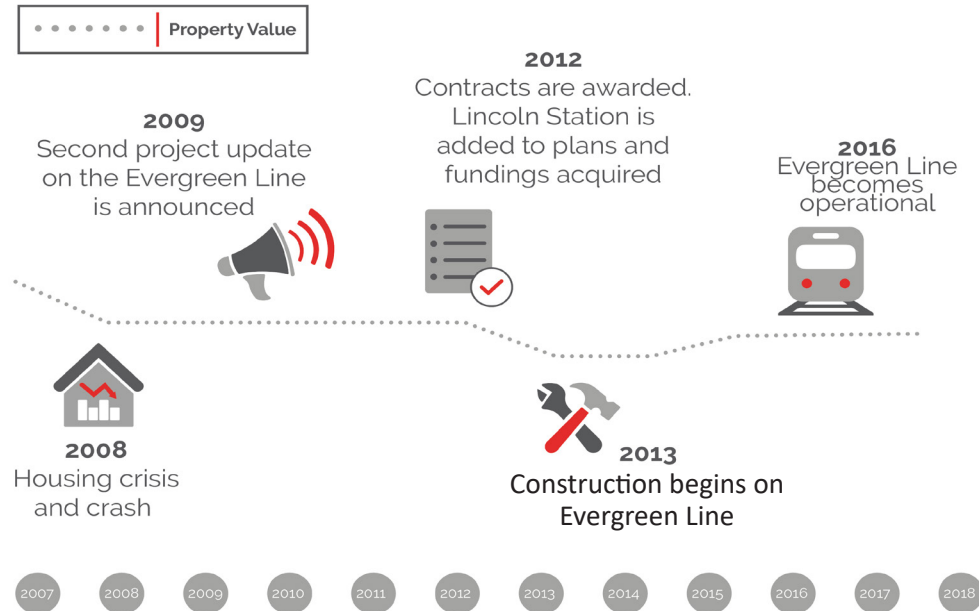 Property Value
2012
Contracts are awarded.
Lincoln Station is
added to plans and
fundings acquired
2009
Second project update
on the Evergreen Line
is announced
2016
Evergreen Line
becomes
operational
2008
Housing crisis
and crash
2013
Construction begins on
Evergreen Line
2007 2008 2009 2010 2011 2012 2013 2014 2015 2016 2017 2018